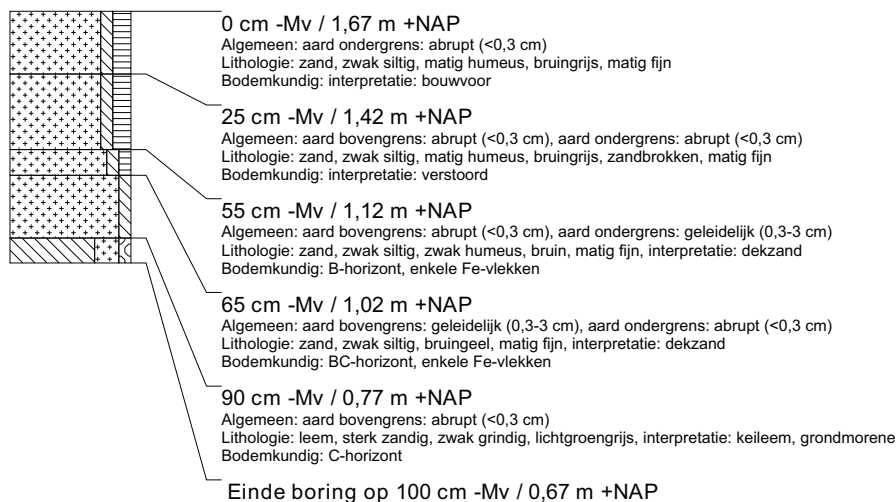 0 cm -Mv / 1,67 m +NAP
Algemeen: aard ondergrens: abrupt (<0,3 cm)
Lithologie: zand, zwak siltig, matig humeus, bruingrijs, matig fijn
Bodemkundig: interpretatie: bouwvoor
25 cm -Mv / 1,42 m +NAP
Algemeen: aard bovengrens: abrupt (<0,3 cm), aard ondergrens: abrupt (<0,3 cm)
Lithologie: zand, zwak siltig, matig humeus, bruingrijs, zandbrokken, matig fijn
Bodemkundig: interpretatie: verstoord
55 cm -Mv / 1,12 m +NAP
Algemeen: aard bovengrens: abrupt (<0,3 cm), aard ondergrens: geleidelijk (0,3-3 cm)
Lithologie: zand, zwak siltig, zwak humeus, bruin, matig fijn, interpretatie: dekzand
Bodemkundig: B-horizont, enkele Fe-vlekken
65 cm -Mv / 1,02 m +NAP
Algemeen: aard bovengrens: geleidelijk (0,3-3 cm), aard ondergrens: abrupt (<0,3 cm)
Lithologie: zand, zwak siltig, bruingeel, matig fijn, interpretatie: dekzand
Bodemkundig: BC-horizont, enkele Fe-vlekken
90 cm -Mv / 0,77 m +NAP
Algemeen: aard bovengrens: abrupt (<0,3 cm)
Lithologie: leem, sterk zandig, zwak grindig, lichtgroengrijs, interpretatie: keileem, grondmorene
Bodemkundig: C-horizont
Einde boring op 100 cm -Mv / 0,67 m +NAP